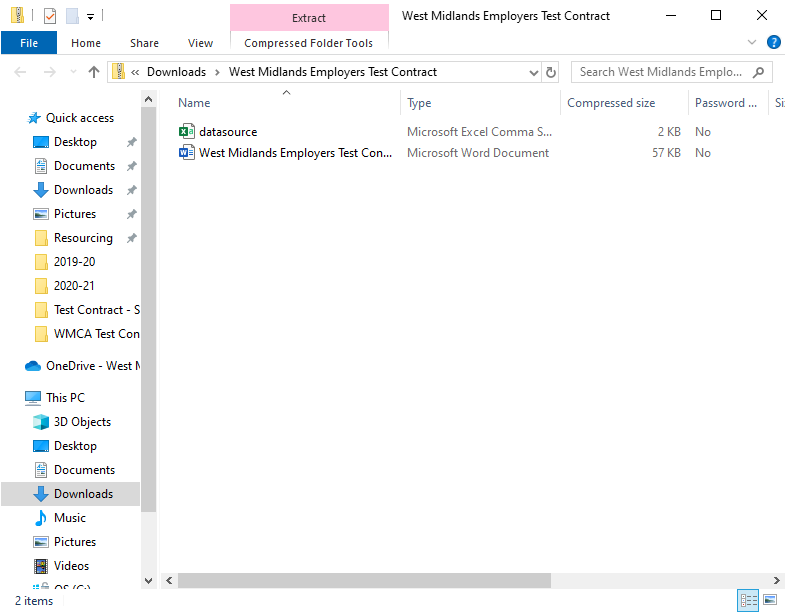 Extract
West Midlands Employers Test Contract
File
Home
Share
View
Compressed Folder Tools
?
« Downloads › West Midlands Employers Test Contract
Search West Midlands Emplo...
Name
Type
Compressed size
Password ...
Si
datasource
Microsoft Excel Comma S...
2 KB
No
West Midlands Employers Test Con...
Microsoft Word Document
57 KB
No
Quick access
Desktop
Documents
Downloads
Pictures
Resourcing
2019-20
2020-21
Test Contract - S
WMCA Test Con
OneDrive - West M
This PC
3D Objects
Desktop
Documents
Downloads
Music
Pictures
Videos
OS (C:)
2 items